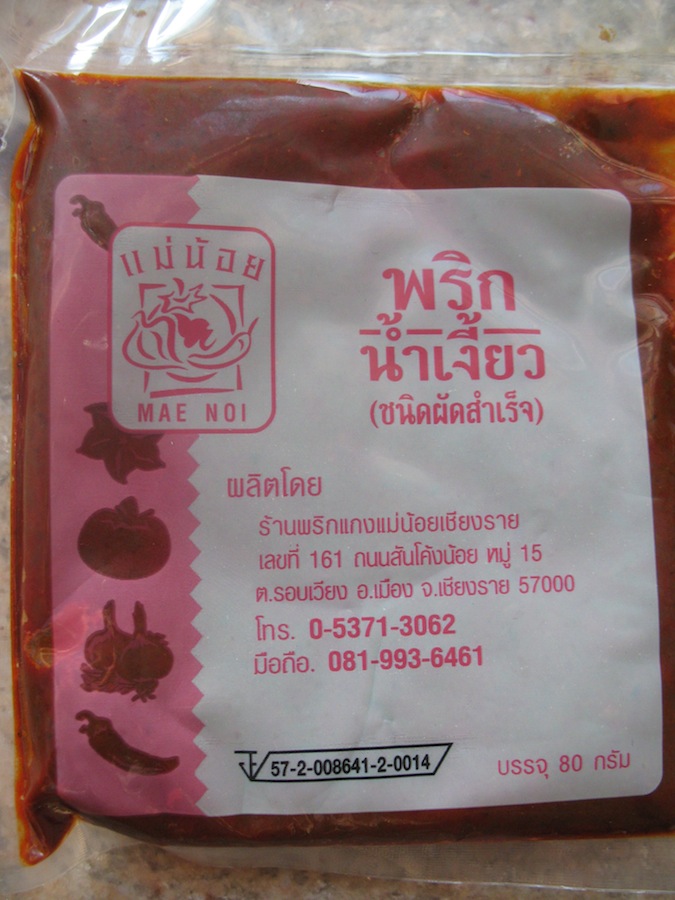 แม่น้อย
MAE NOI
พริก
น้ำเงี้ยว
(ชนิดผัดสำเร็จ)
ผลิตโดย
ร้านพริกแกงแม่น้อยเชียงราย
เลขที่ 161 ถนนสันโค้งน้อย หมู่ 15
ต.รอบเวียง อ.เมือง จ.เชียงราย 57000
โทร. 0-5371-3062
มือถือ. 081-993-6461
57-2-008641-2-0014
บรรจุ 80 กรัม